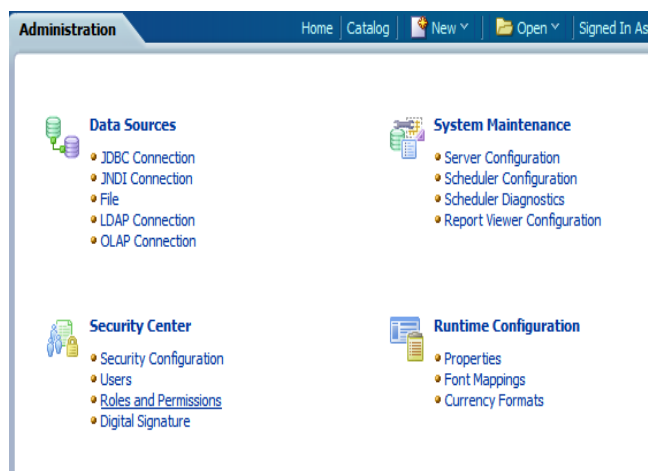 Administration
Home Catalog New Open Signed In As
Data Sources
JDBC Connection
JNDI Connection
File
LDAP Connection
OLAP Connection
System Maintenance
Server Configuration
Scheduler Configuration
Scheduler Diagnostics
Report Viewer Configuration
Security Center
Security Configuration
Users
Roles and Permissions
Digital Signature
Runtime Configuration
Properties
Font Mappings
Currency Formats